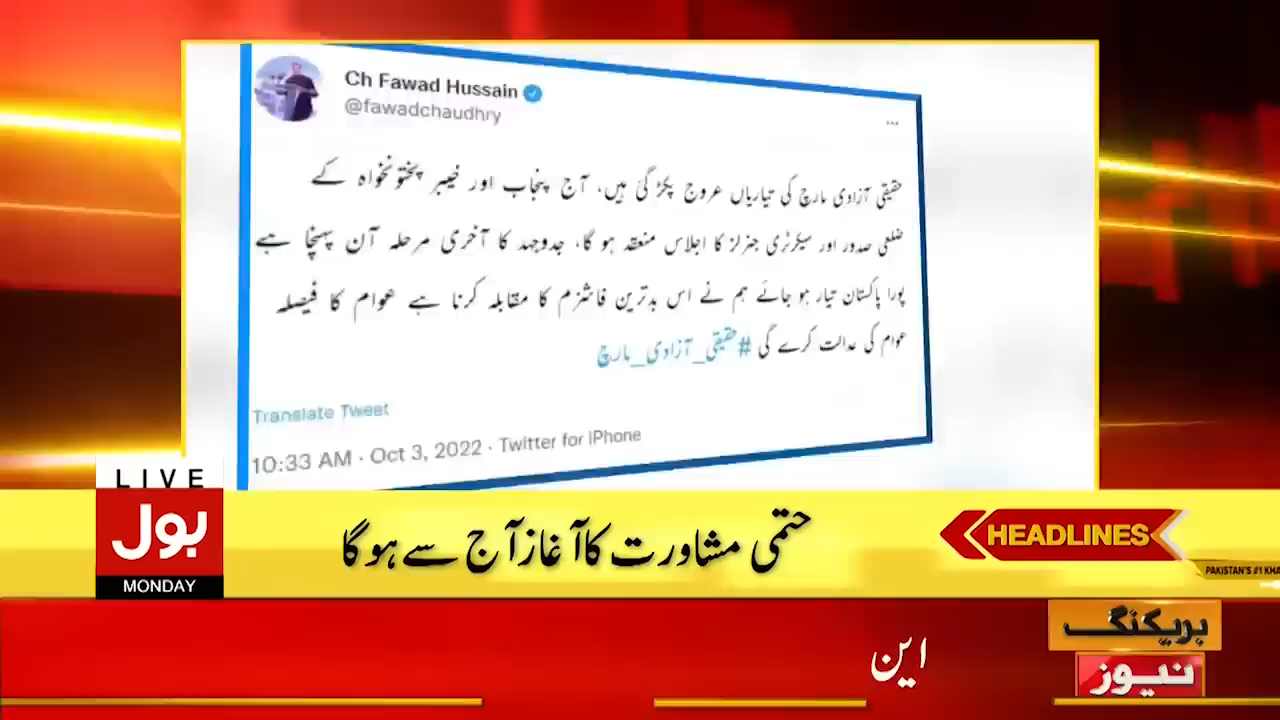 Ch Fawad Hussain
@fawadchaudhry
حقیقی آزادی مارچ کی تیاریاں عروج پکڑ گئ ہیں، آج پنجاب اور خیبر پختونخواہ کے
ضلعی صدور اور سیکرٹری جنرلز کا اجلاس منعقد ہو گا، جدوجہد کا آخری مرحلہ آن پہنچا ہے
پورا پاکستان تیار ہو جائے ہم نے اس بدترین فاشزم کا مقابلہ کرنا ہے عوام کا فیصلہ
عوام کی عدالت کرے گی #حقیقی_آزادی_مارچ
Translate Tweet
10:33 AM · Oct 3, 2022 · Twitter for iPhone
LIVE
بول
MONDAY
حتمی مشاورت کا آغاز آج سے ہوگا
HEADLINES
PAKISTAN'S #1
بریکنگ
نیوز
این